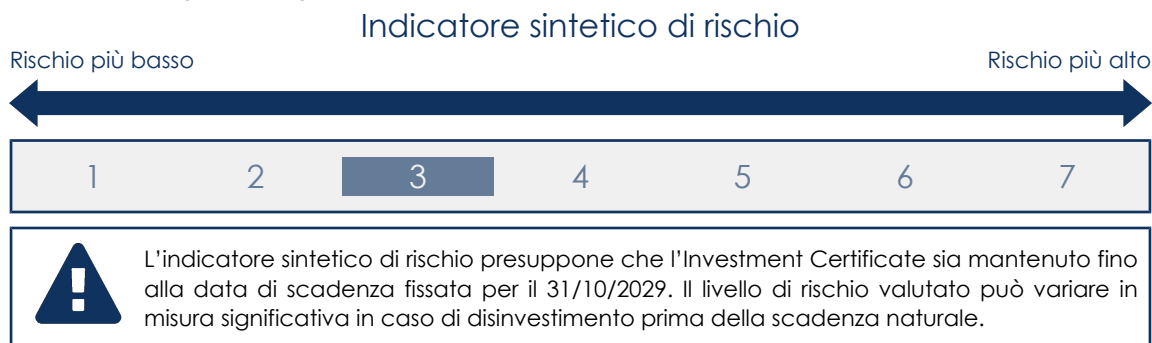 Indicatore sintetico di rischio
Rischio più basso
Rischio più alto
1 2 3 4 5 6 7
L'indicatore sintetico di rischio presuppone che l'Investment Certificate sia mantenuto fino
alla data di scadenza fissata per il 31/10/2029. Il livello di rischio valutato può variare in
misura significativa in caso di disinvestimento prima della scadenza naturale.